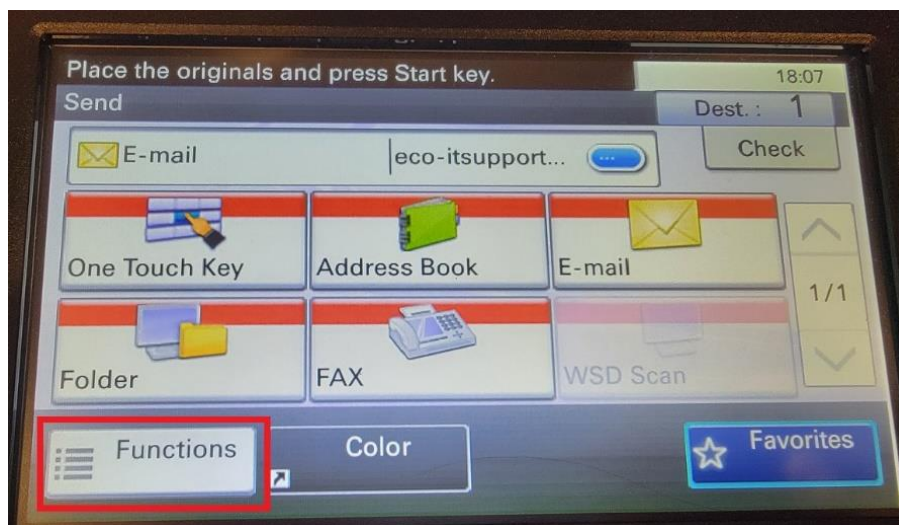 Place the originals and press Start key.
18:07
Send
Dest. : 1
E-mail
eco-itsupport...
Check
One Touch Key
Address Book
E-mail
1/1
Folder
FAX
WSD Scan
Functions
Color
Favorites